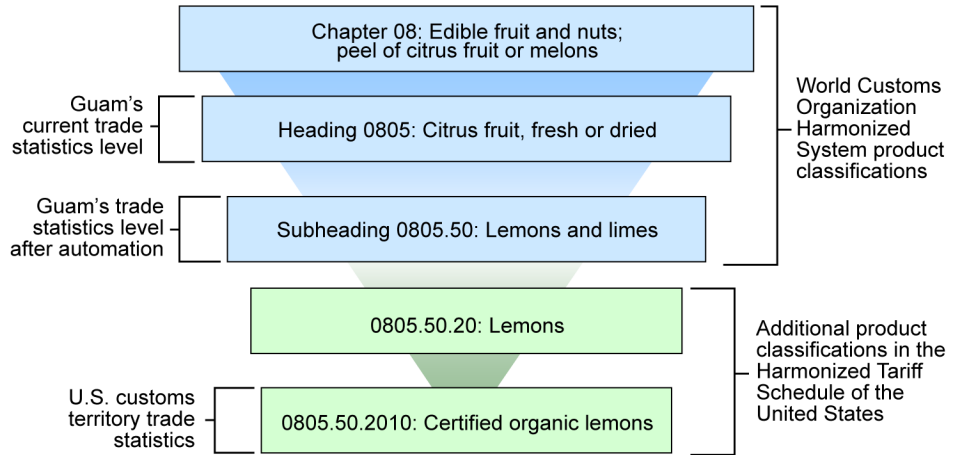 Chapter 08: Edible fruit and nuts;
peel of citrus fruit or melons
Guam's
current trade
statistics level
Heading 0805: Citrus fruit, fresh or dried
World Customs
Organization
Harmonized
System product
classifications
Guam's trade
statistics level
after automation
Subheading 0805.50: Lemons and limes
0805.50.20: Lemons
Additional product
classifications in the
Harmonized Tariff
Schedule of the
United States
U.S. customs
territory trade
statistics
0805.50.2010: Certified organic lemons